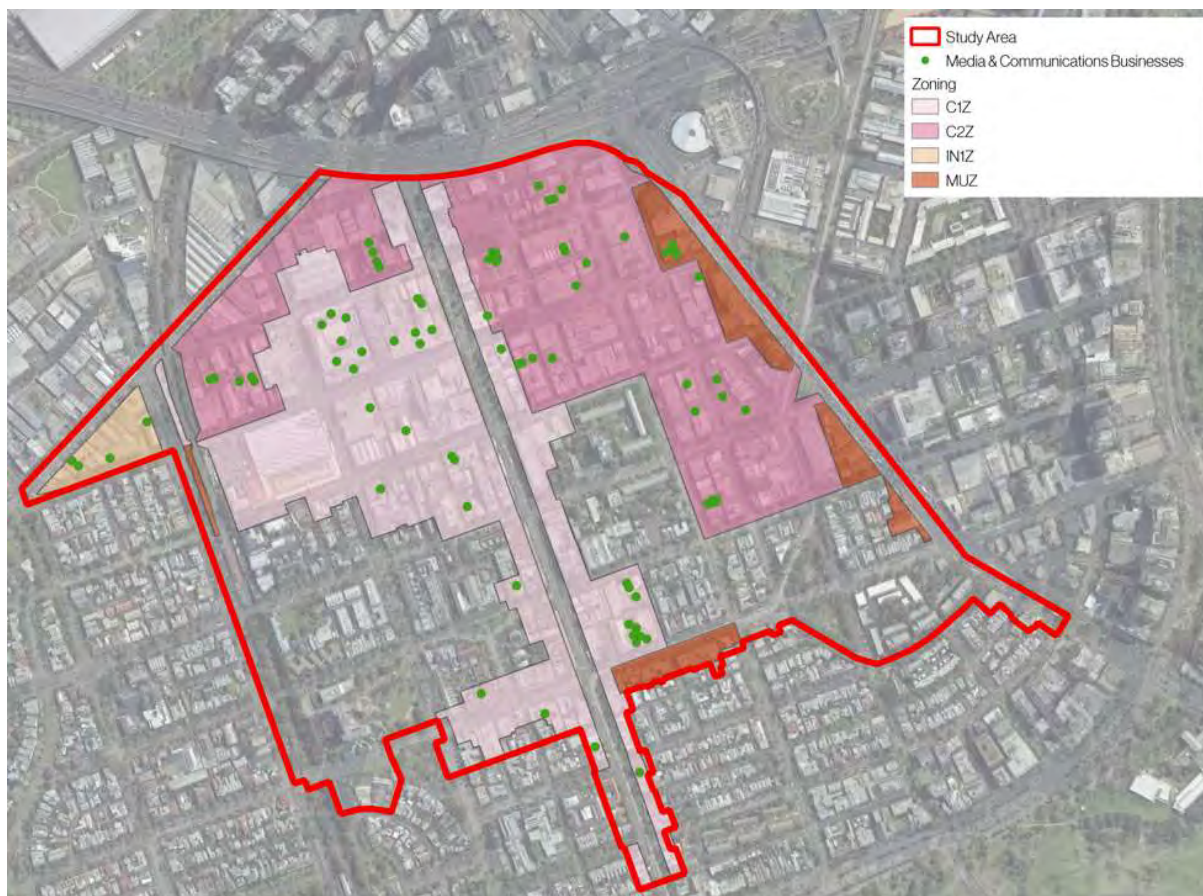 Study Area
Media & Communications Businesses
Zoning
C1Z
C2Z
IN1Z
MUZ